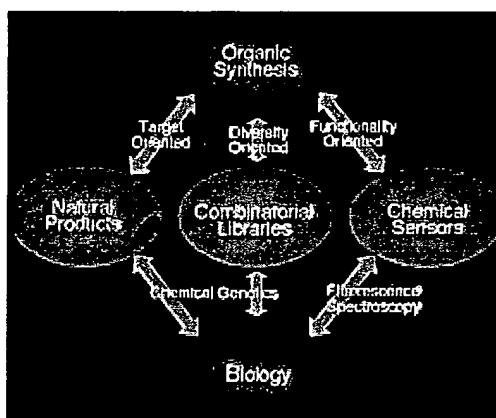 Organic
Synthesis
Target
Oriented
Diversity
Oriented
Functionality
Oriented
Natural
Products
Combinatorial
Libraries
Chemical
Sensors
Chemical Genetics
Fluorescence
Spectroscopy
Biology